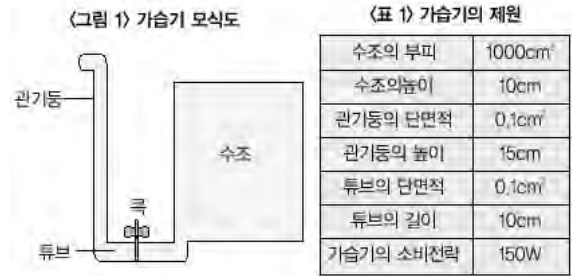 〈그림 1〉 가습기 모식도
관기둥
수조
콕
튜브
〈표 1〉 가습기의 제원
수조의 부피 1000cm³
수조의높이 10cm
관기둥의 단면적 0.1cm²
관기둥의 높이 15cm
튜브의 단면적 0.1cm²
튜브의 길이 10cm
가습기의 소비전략 150W